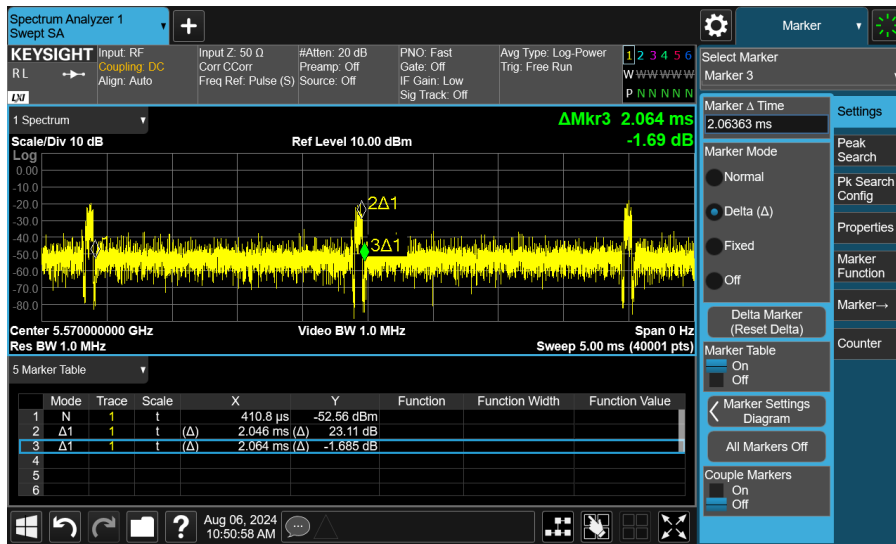 Spectrum Analyzer 1
Swept SA
+
Marker
KEYSIGHT
RL
LXI
Input: RF
Coupling: DC
Align: Auto
Input Z: 50 Ω
Corr CCorr
Freq Ref: Pulse (S)
#Atten: 20 dB
Preamp: Off
Source: Off
PNO: Fast
Gate: Off
IF Gain: Low
Sig Track: Off
Avg Type: Log-Power
Trig: Free Run
1 2 3 4 5 6
W W W W W W
P N N N N N
Select Marker
Marker 3
1 Spectrum
ΔMkr3 2.064 ms
-1.69 dB
Scale/Div 10 dB
Ref Level 10.00 dBm
Log
0.00
-10.0
-20.0
-30.0
-40.0
-50.0
-60.0
-70.0
-80.0
2Δ1
3Δ1
1
Center 5.570000000 GHz
Video BW 1.0 MHz
Span 0 Hz
Res BW 1.0 MHz
Sweep 5.00 ms (40001 pts)
5 Marker Table
Mode Trace Scale X Y Function Function Width Function Value
1 N 1 t 410.8 µs -52.56 dBm
2 Δ1 1 t (Δ) 2.046 ms (Δ) 23.11 dB
3 Δ1 1 t (Δ) 2.064 ms (Δ) -1.685 dB
4
5
6
Marker Δ Time
2.06363 ms
Marker Mode
Normal
Delta (Δ)
Fixed
Off
Delta Marker
(Reset Delta)
Marker Table
On
Off
Marker Settings
Diagram
All Markers Off
Couple Markers
On
Off
Settings
Peak
Search
Pk Search
Config
Properties
Marker
Function
Marker→
Counter
?
Aug 06, 2024
10:50:58 AM